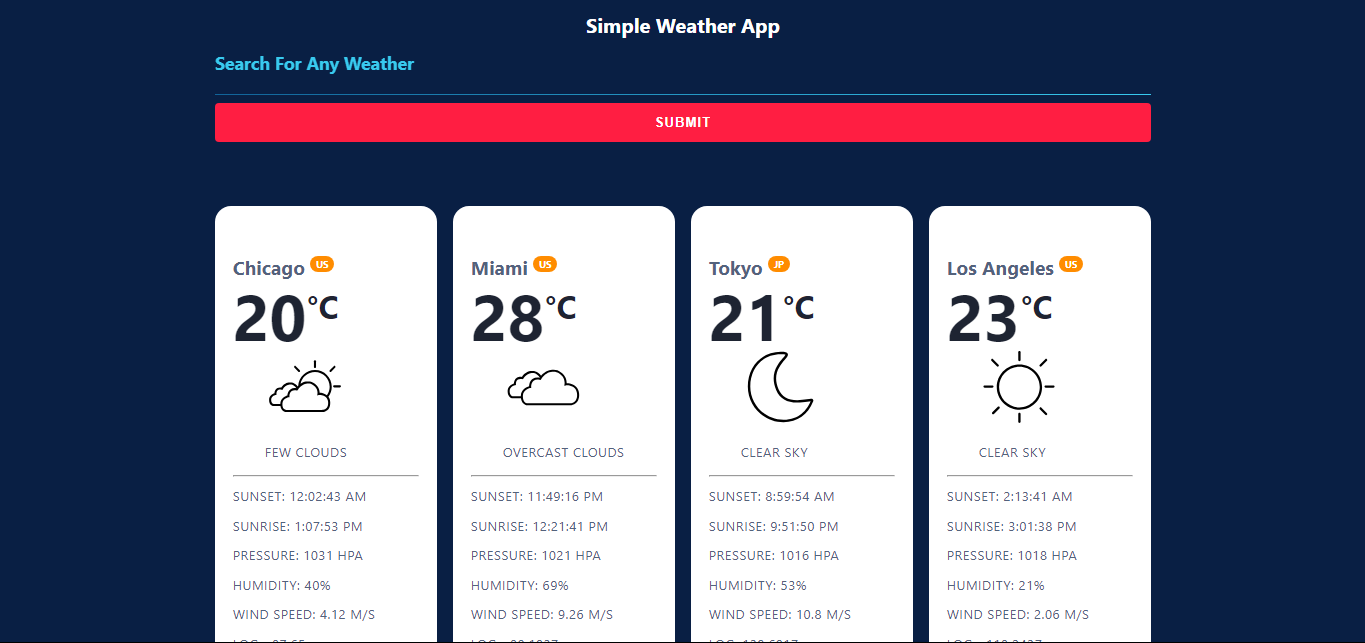 Simple Weather App
Search For Any Weather
SUBMIT
Chicago US
20°C
FEW CLOUDS
SUNSET: 12:02:43 AM
SUNRISE: 1:07:53 PM
PRESSURE: 1031 HPA
HUMIDITY: 40%
WIND SPEED: 4.12 M/S
Miami US
28°C
OVERCAST CLOUDS
SUNSET: 11:49:16 PM
SUNRISE: 12:21:41 PM
PRESSURE: 1021 HPA
HUMIDITY: 69%
WIND SPEED: 9.26 M/S
Tokyo JP
21°C
CLEAR SKY
SUNSET: 8:59:54 AM
SUNRISE: 9:51:50 PM
PRESSURE: 1016 HPA
HUMIDITY: 53%
WIND SPEED: 10.8 M/S
Los Angeles US
23°C
CLEAR SKY
SUNSET: 2:13:41 AM
SUNRISE: 3:01:38 PM
PRESSURE: 1018 HPA
HUMIDITY: 21%
WIND SPEED: 2.06 M/S